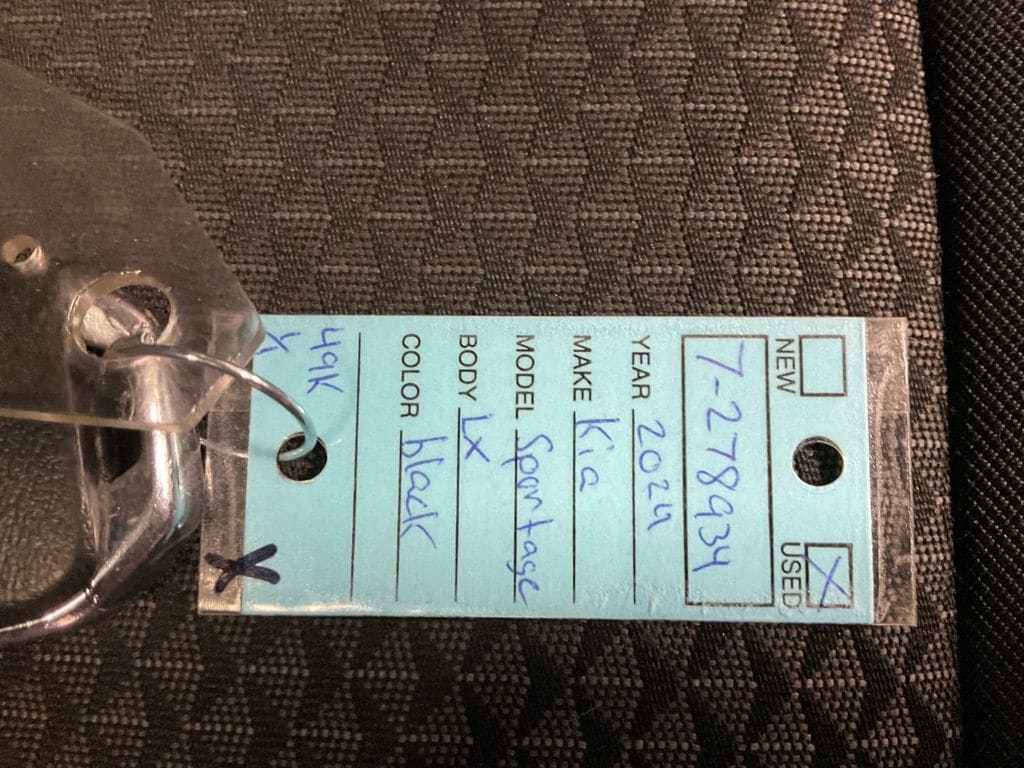 NEW USED X
7-278934
YEAR 2024
MAKE Kia
MODEL Sportage
BODY LX
COLOR black
49K
X
X